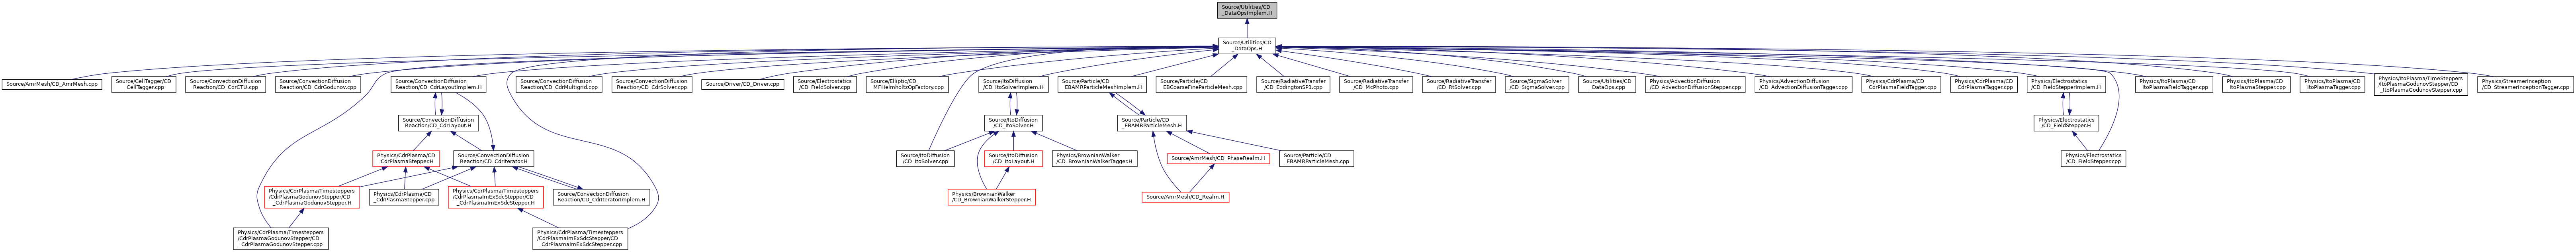 Source/Utilities/CD
_DataOpsImplem.H
Source/Utilities/CD
_DataOps.H
Source/AmrMesh/CD_AmrMesh.cpp
Source/CellTagger/CD
_CellTagger.cpp
Source/ConvectionDiffusion
Reaction/CD_CdrCTU.cpp
Source/ConvectionDiffusion
Reaction/CD_CdrGodunov.cpp
Source/ConvectionDiffusion
Reaction/CD_CdrLayoutImplem.H
Source/ConvectionDiffusion
Reaction/CD_CdrMultigrid.cpp
Source/ConvectionDiffusion
Reaction/CD_CdrSolver.cpp
Source/Driver/CD_Driver.cpp
Source/Electrostatics
/CD_FieldSolver.cpp
Source/Elliptic/CD
_MFHelmholtzOpFactory.cpp
Source/ItoDiffusion
/CD_ItoSolverImplem.H
Source/Particle/CD
_EBAMRParticleMeshImplem.H
Source/Particle/CD
_EBCoarseFineParticleMesh.cpp
Source/RadiativeTransfer
/CD_EddingtonSP1.cpp
Source/RadiativeTransfer
/CD_McPhoto.cpp
Source/RadiativeTransfer
/CD_RtSolver.cpp
Source/SigmaSolver
/CD_SigmaSolver.cpp
Source/Utilities/CD
_DataOps.cpp
Physics/AdvectionDiffusion
/CD_AdvectionDiffusionStepper.cpp
Physics/AdvectionDiffusion
/CD_AdvectionDiffusionTagger.cpp
Physics/CdrPlasma/CD
_CdrPlasmaFieldTagger.cpp
Physics/CdrPlasma/CD
_CdrPlasmaTagger.cpp
Physics/Electrostatics
/CD_FieldStepperImplem.H
Physics/ItoPlasma/CD
_ItoPlasmaFieldTagger.cpp
Physics/ItoPlasma/CD
_ItoPlasmaStepper.cpp
Physics/ItoPlasma/CD
_ItoPlasmaTagger.cpp
Physics/ItoPlasma/TimeSteppers
/ItoPlasmaGodunovStepper/CD
_ItoPlasmaGodunovStepper.cpp
Physics/StreamerInception
/CD_StreamerInceptionTagger.cpp
Source/ConvectionDiffusion
Reaction/CD_CdrLayout.H
Source/ItoDiffusion
/CD_ItoSolver.H
Source/Particle/CD
_EBAMRParticleMesh.H
Physics/Electrostatics
/CD_FieldStepper.H
Physics/CdrPlasma/CD
_CdrPlasmaStepper.H
Source/ConvectionDiffusion
Reaction/CD_CdrIterator.H
Source/ItoDiffusion
/CD_ItoSolver.cpp
Source/ItoDiffusion
/CD_ItoLayout.H
Physics/BrownianWalker
/CD_BrownianWalkerTagger.H
Source/AmrMesh/CD_PhaseRealm.H
Source/Particle/CD
_EBAMRParticleMesh.cpp
Physics/Electrostatics
/CD_FieldStepper.cpp
Physics/CdrPlasma/Timesteppers
/CdrPlasmaGodunovStepper/CD
_CdrPlasmaGodunovStepper.H
Physics/CdrPlasma/CD
_CdrPlasmaStepper.cpp
Physics/CdrPlasma/Timesteppers
/CdrPlasmaImExSdcStepper/CD
_CdrPlasmaImExSdcStepper.H
Source/ConvectionDiffusion
Reaction/CD_CdrIteratorImplem.H
Physics/BrownianWalker
/CD_BrownianWalkerStepper.H
Source/AmrMesh/CD_Realm.H
Physics/CdrPlasma/Timesteppers
/CdrPlasmaGodunovStepper/CD
_CdrPlasmaGodunovStepper.cpp
Physics/CdrPlasma/Timesteppers
/CdrPlasmaImExSdcStepper/CD
_CdrPlasmaImExSdcStepper.cpp